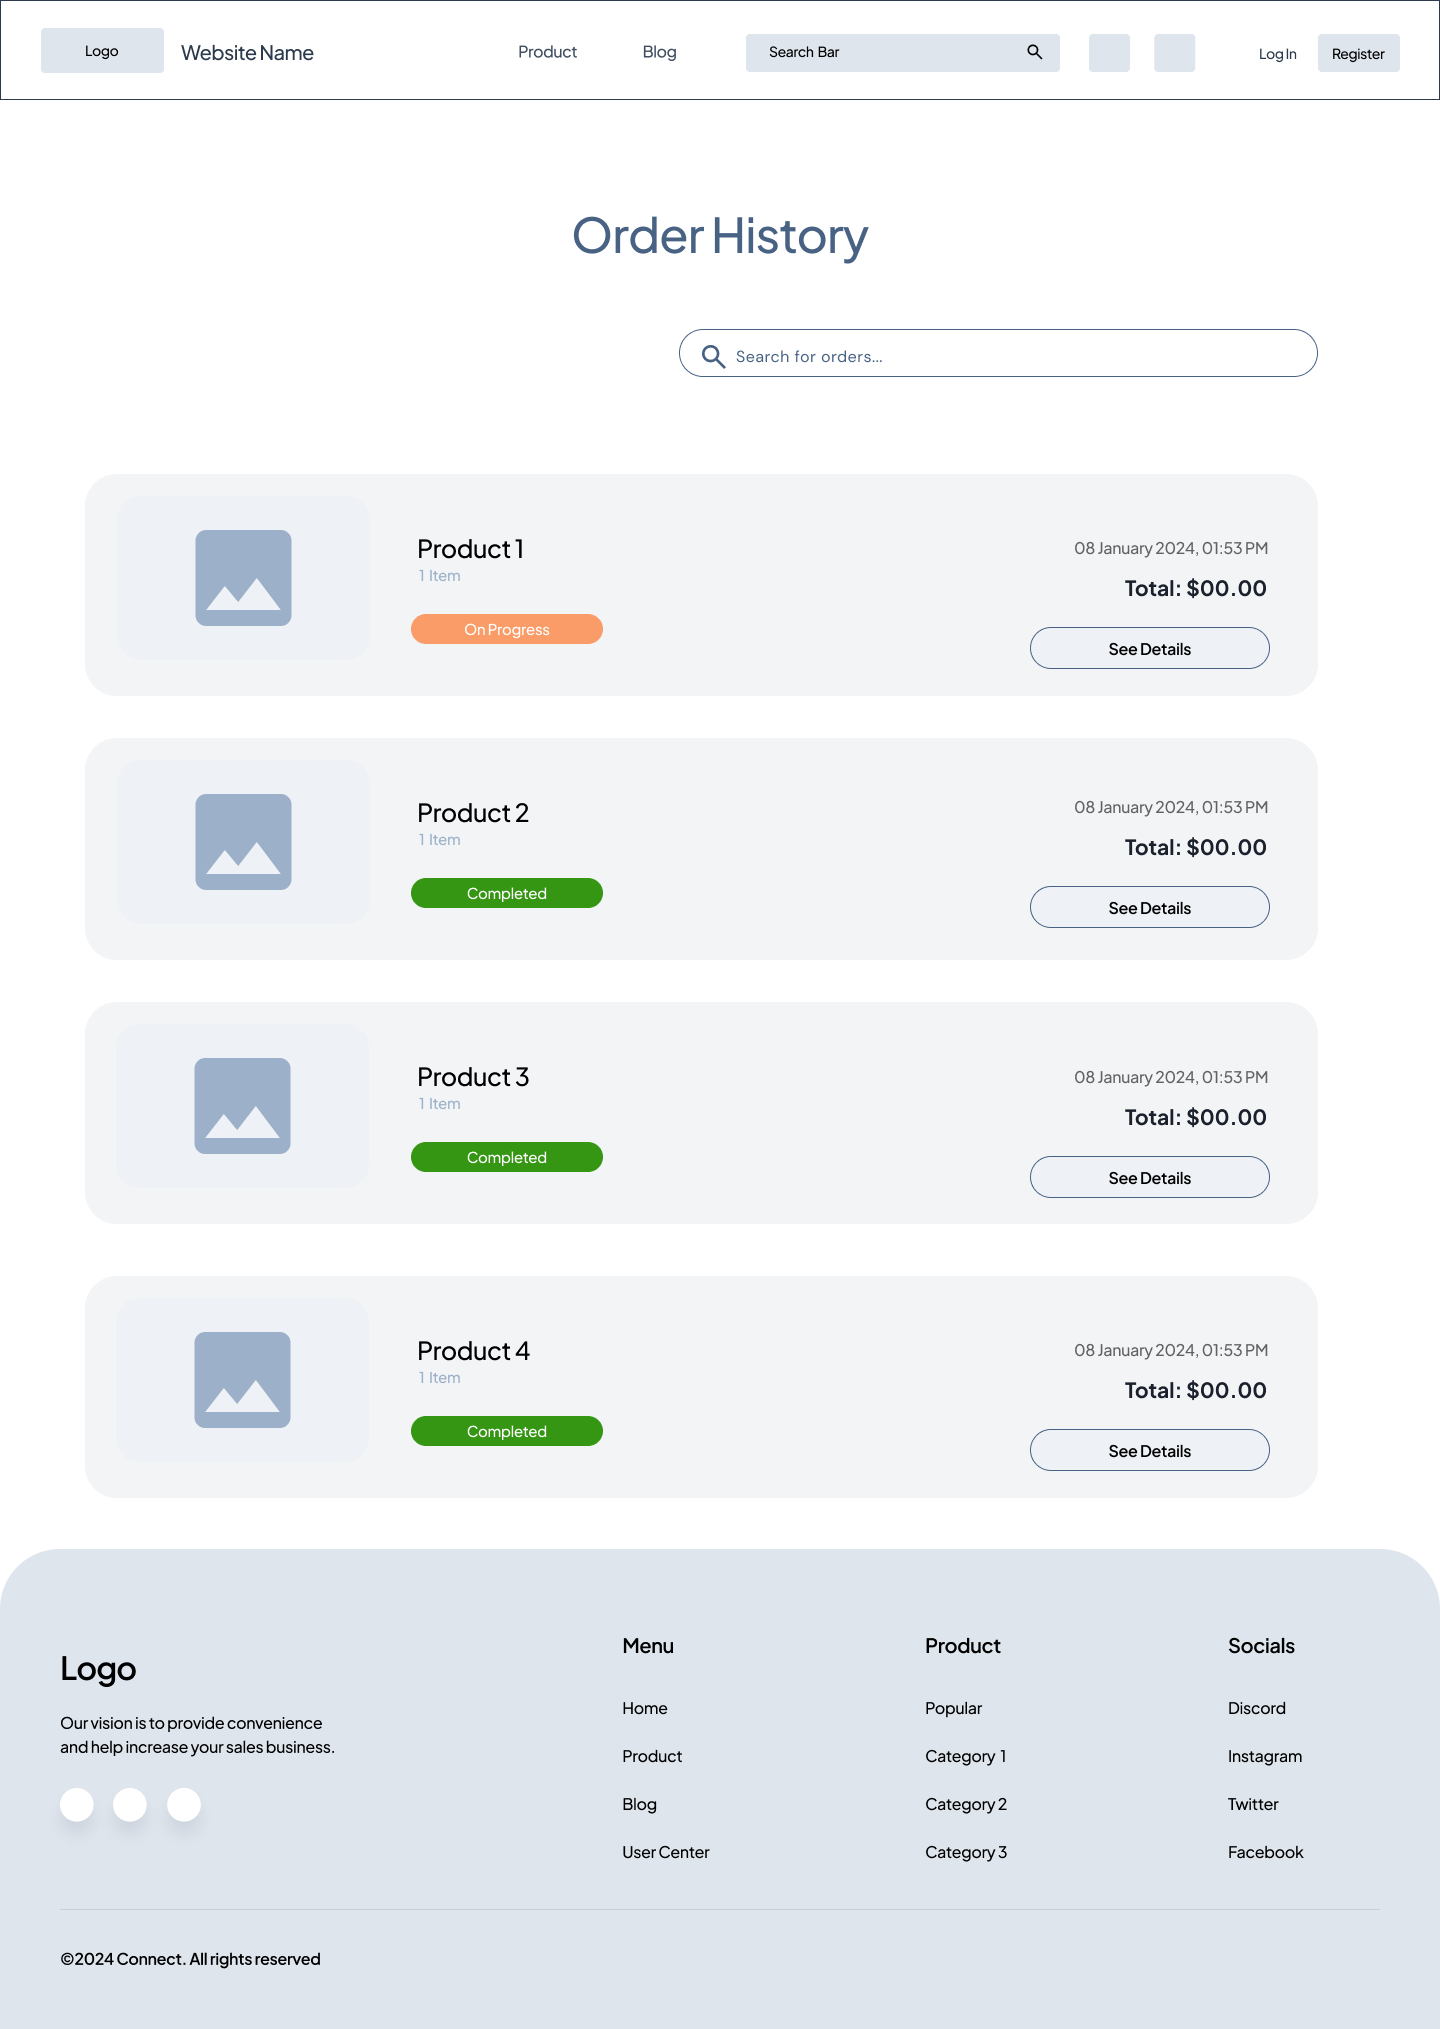 Logo
Website Name
Product
Blog
Search Bar
Log In
Register
Order History
Search for orders...
Product 1
1 Item
On Progress
08 January 2024, 01:53 PM
Total: $00.00
See Details
Product 2
1 Item
Completed
08 January 2024, 01:53 PM
Total: $00.00
See Details
Product 3
1 Item
Completed
08 January 2024, 01:53 PM
Total: $00.00
See Details
Product 4
1 Item
Completed
08 January 2024, 01:53 PM
Total: $00.00
See Details
Logo
Our vision is to provide convenience
and help increase your sales business.
Menu
Home
Product
Blog
User Center
Product
Popular
Category 1
Category 2
Category 3
Socials
Discord
Instagram
Twitter
Facebook
©2024 Connect. All rights reserved